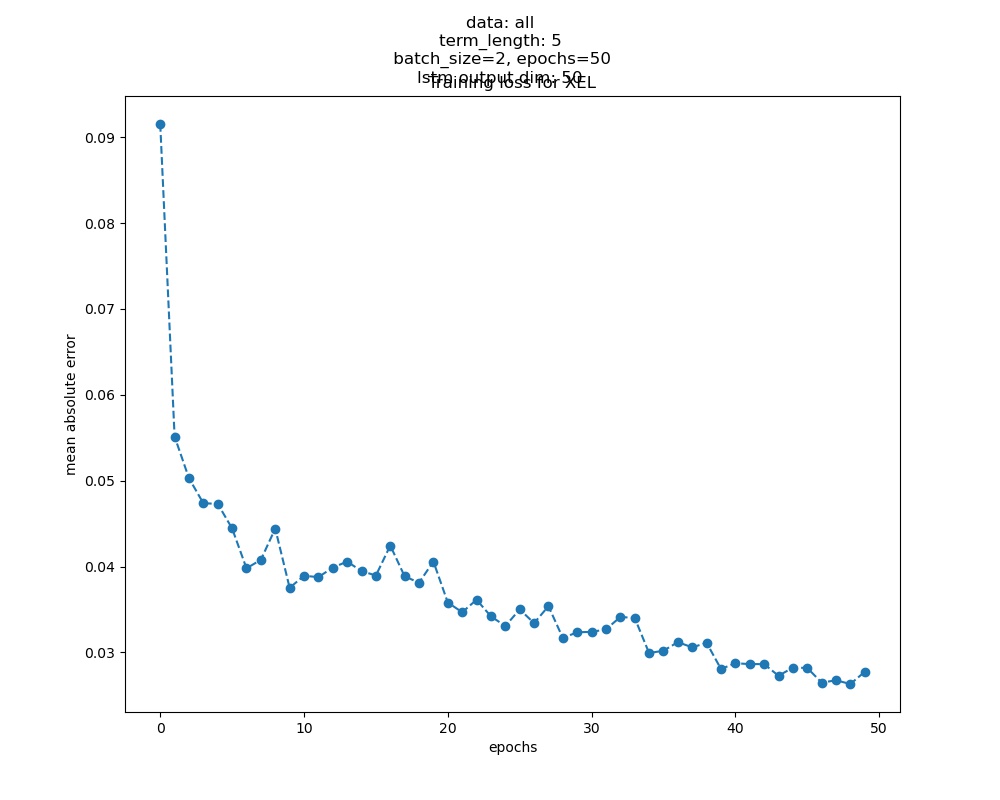 data: all
term_length: 5
batch_size=2, epochs=50
lstm output dim: 50
Training loss for XEL
0.09
0.08
0.07
0.06
0.05
0.04
0.03
mean absolute error
0
10
20
30
40
50
epochs